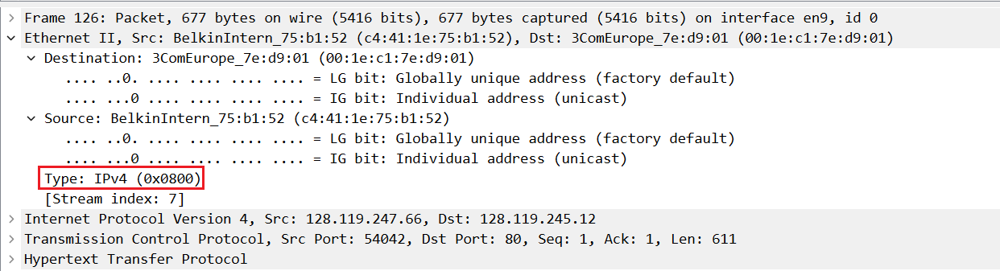 Frame 126: Packet, 677 bytes on wire (5416 bits), 677 bytes captured (5416 bits) on interface en9, id 0
Ethernet II, Src: BelkinIntern_75:b1:52 (c4:41:1e:75:b1:52), Dst: 3ComEurope_7e:d9:01 (00:1e:c1:7e:d9:01)
Destination: 3ComEurope_7e:d9:01 (00:1e:c1:7e:d9:01)
.... ..0. .... .... .... .... = LG bit: Globally unique address (factory default)
.... ...0 .... .... .... .... = IG bit: Individual address (unicast)
Source: BelkinIntern_75:b1:52 (c4:41:1e:75:b1:52)
.... ..0. .... .... .... .... = LG bit: Globally unique address (factory default)
.... ...0 .... .... .... .... = IG bit: Individual address (unicast)
Type: IPv4 (0x0800)
[Stream index: 7]
Internet Protocol Version 4, Src: 128.119.247.66, Dst: 128.119.245.12
Transmission Control Protocol, Src Port: 54042, Dst Port: 80, Seq: 1, Ack: 1, Len: 611
Hypertext Transfer Protocol